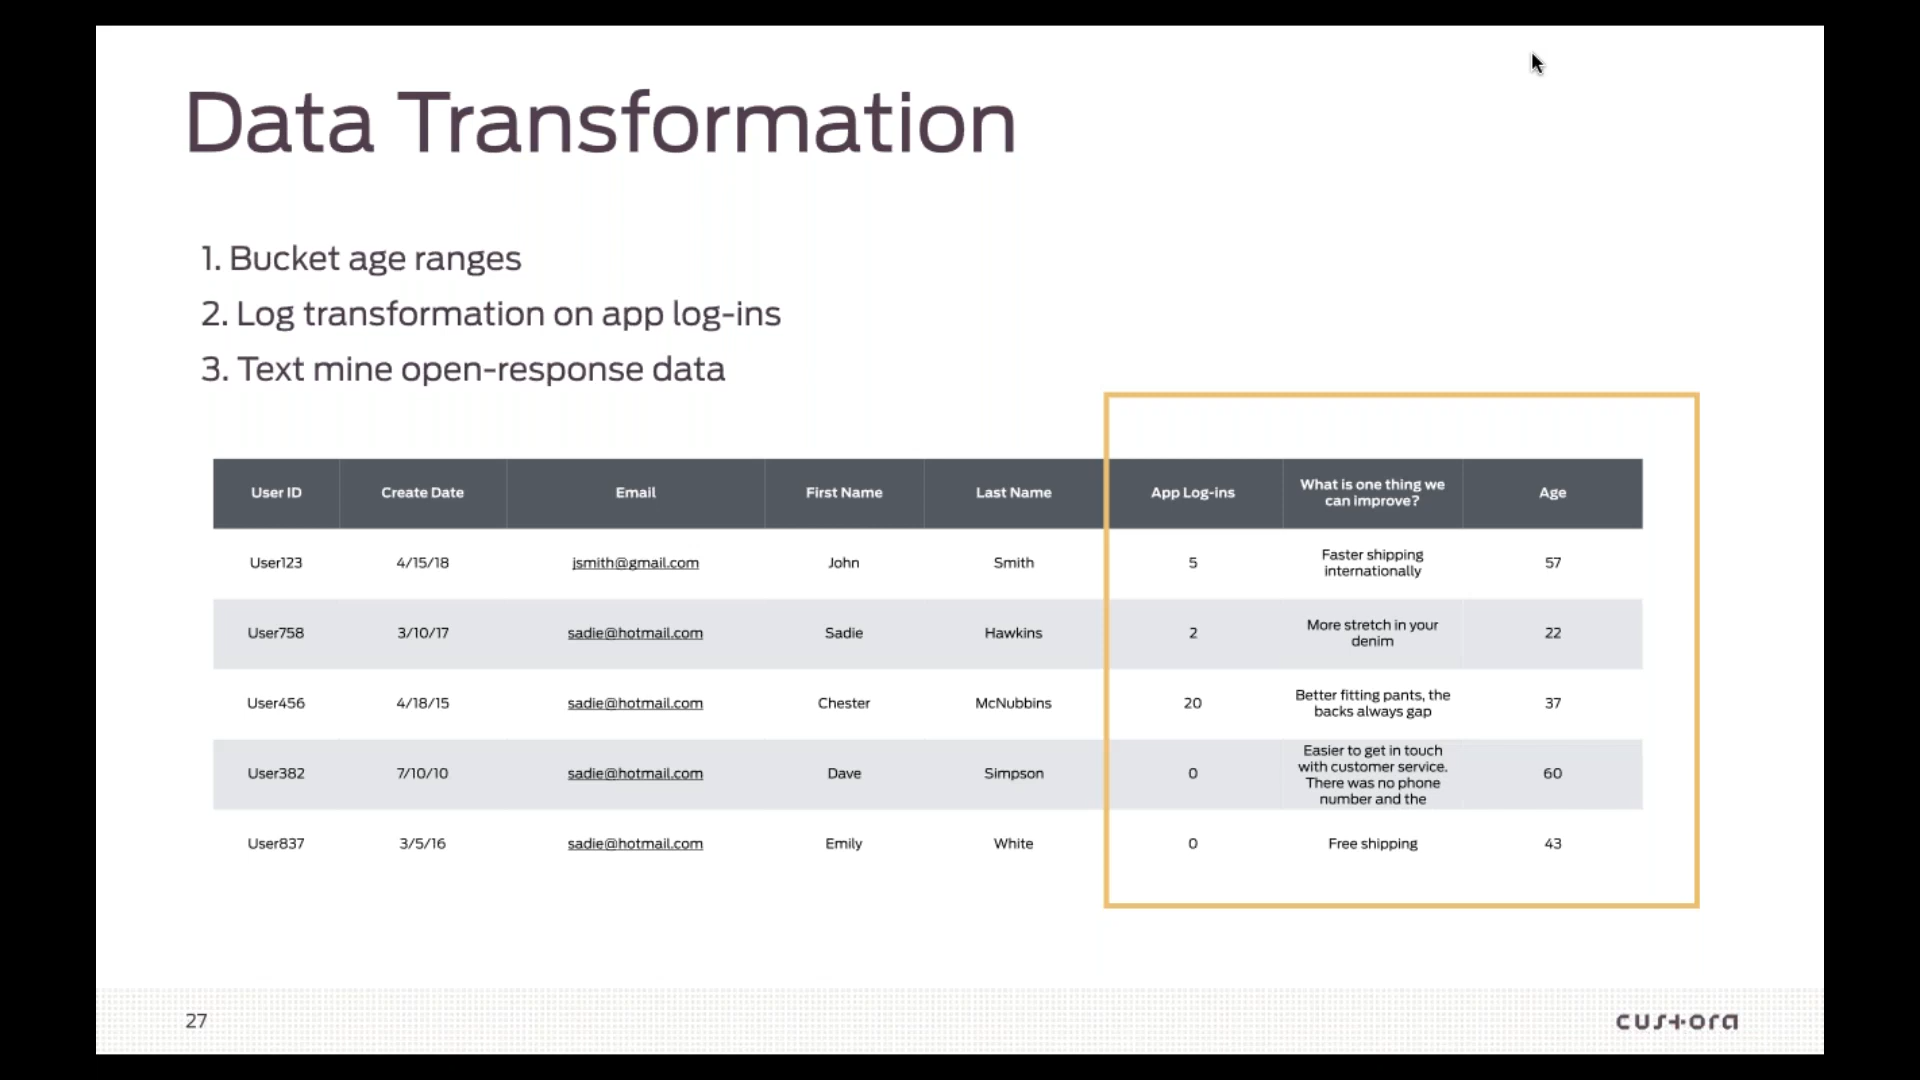 Data Transformation
1. Bucket age ranges
2. Log transformation on app log-ins
3. Text mine open-response data
User ID Create Date Email First Name Last Name App Log-ins What is one thing we can improve? Age
User123 4/15/18 jsmith@gmail.com John Smith 5 Faster shipping internationally 57
User758 3/10/17 sadie@hotmail.com Sadie Hawkins 2 More stretch in your denim 22
User456 4/18/15 sadie@hotmail.com Chester McNubbins 20 Better fitting pants, the backs always gap 37
User382 7/10/10 sadie@hotmail.com Dave Simpson 0 Easier to get in touch with customer service. There was no phone number and the 60
User837 3/5/16 sadie@hotmail.com Emily White 0 Free shipping 43
27
custora